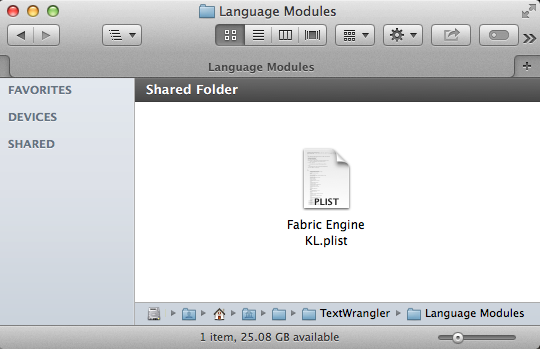 Language Modules
Language Modules
FAVORITES
DEVICES
SHARED
Shared Folder
PLIST
Fabric Engine
KL.plist
TextWrangler
Language Modules
1 item, 25.08 GB available